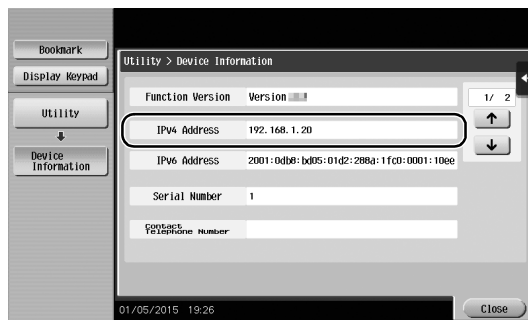 Bookmark
Display Keypad
Utility
Device
Information
Utility > Device Information
Function Version Version
1/ 2
IPv4 Address 192.168.1.20
IPv6 Address 2001:0db8:bd05:01d2:288a:1fc0:0001:10ee
Serial Number 1
Contact
Telephone Number
01/05/2015 19:26
Close